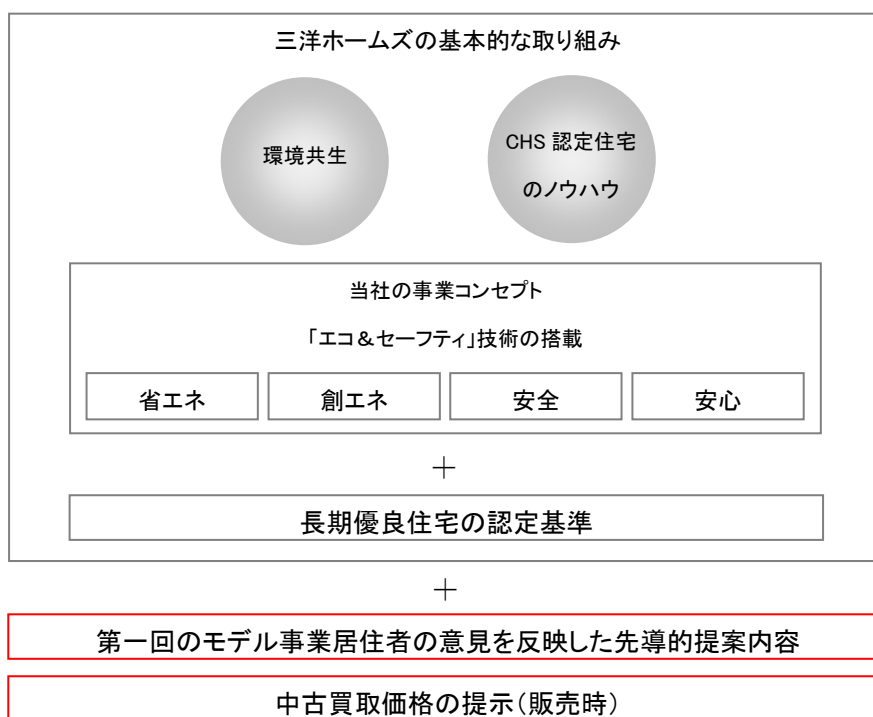 三洋ホームズの基本的な取り組み
環境共生
CHS 認定住宅
のノウハウ
当社の事業コンセプト
「エコ&セーフティ」技術の搭載
省エネ
創エネ
安全
安心
+
長期優良住宅の認定基準
+
第一回のモデル事業居住者の意見を反映した先導的提案内容
中古買取価格の提示(販売時)